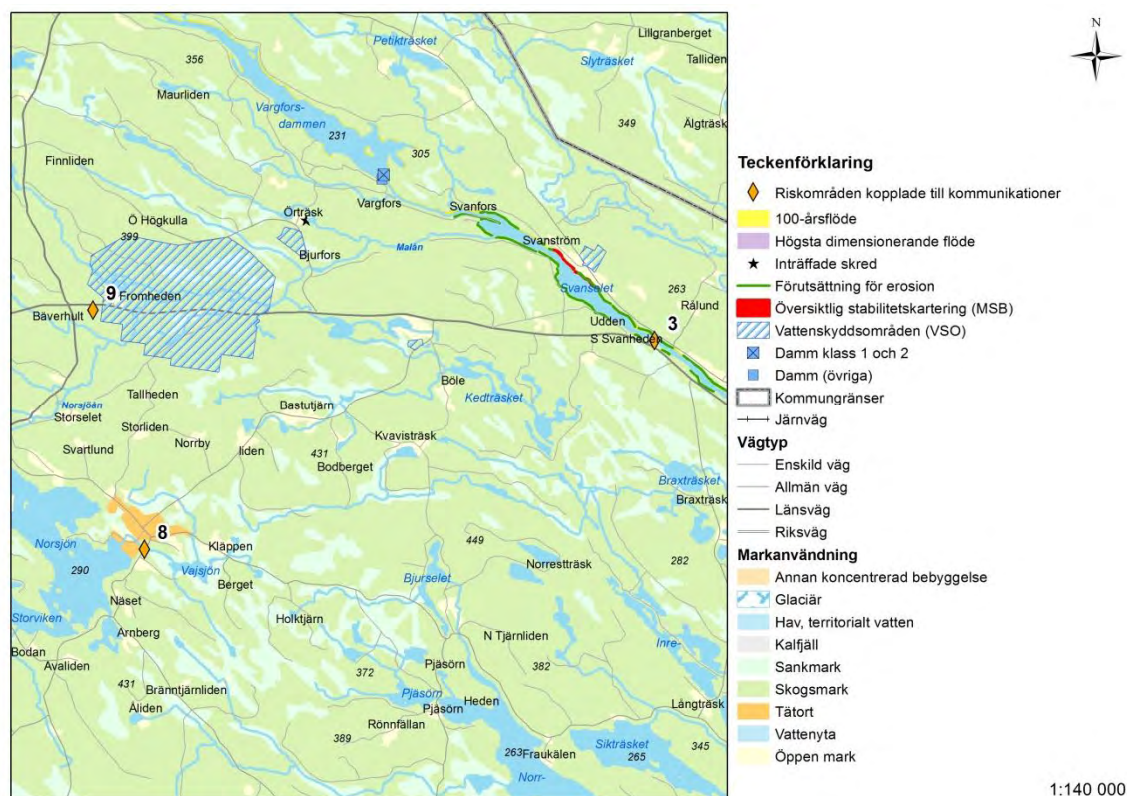 Lillgranberget
Petikträsket
N
356
Slyträsket
Talliden
Maurliden
Vargfors-
dammen
231
349
Älgträsk
305
Finnliden
Vargfors
Svanfors
Örträsk
Ö Högkulla
399
Svanström
Bjurfors
Malån
9
Fromheden
Svanselet
263
Rålund
Bäverhult
Udden
3
S Svanheden
Böle
Tallheden
Kedträsket
Norsjöån
Bastutjärn
Storselet
Storliden
Kvavisträsk
Svartlund
Norrby
liden
431
Bodberget
Braxträsket
Braxträsk
8
Norsjön
Kläppen
449
290
Vajsjön
Norrestträsk
282
Berget
Bjurselet
Näset
Storviken
Holktjärn
Arnberg
N Tjärnliden
Inre-
Bodan
Avaliden
Pjäsörn
382
372
431
Bränntjärnliden
Pjäsörn
Heden
Långträsk
Åliden
Pjäsörn
Rönnfällan
389
Sikträsket
345
263
Fraukälen
265
Norr-
Teckenförklaring
Riskområden kopplade till kommunikationer
100-årsflöde
Högsta dimensionerande flöde
Inträffade skred
Förutsättning för erosion
Översiktlig stabilitetskartering (MSB)
Vattenskyddsområden (VSO)
Damm klass 1 och 2
Damm (övriga)
Kommungränser
Järnväg
Vägtyp
Enskild väg
Allmän väg
Länsväg
Riksväg
Markanvändning
Annan koncentrerad bebyggelse
Glaciär
Hav, territorialt vatten
Kalfjäll
Sankmark
Skogsmark
Tätort
Vattenyta
Öppen mark
1:140 000